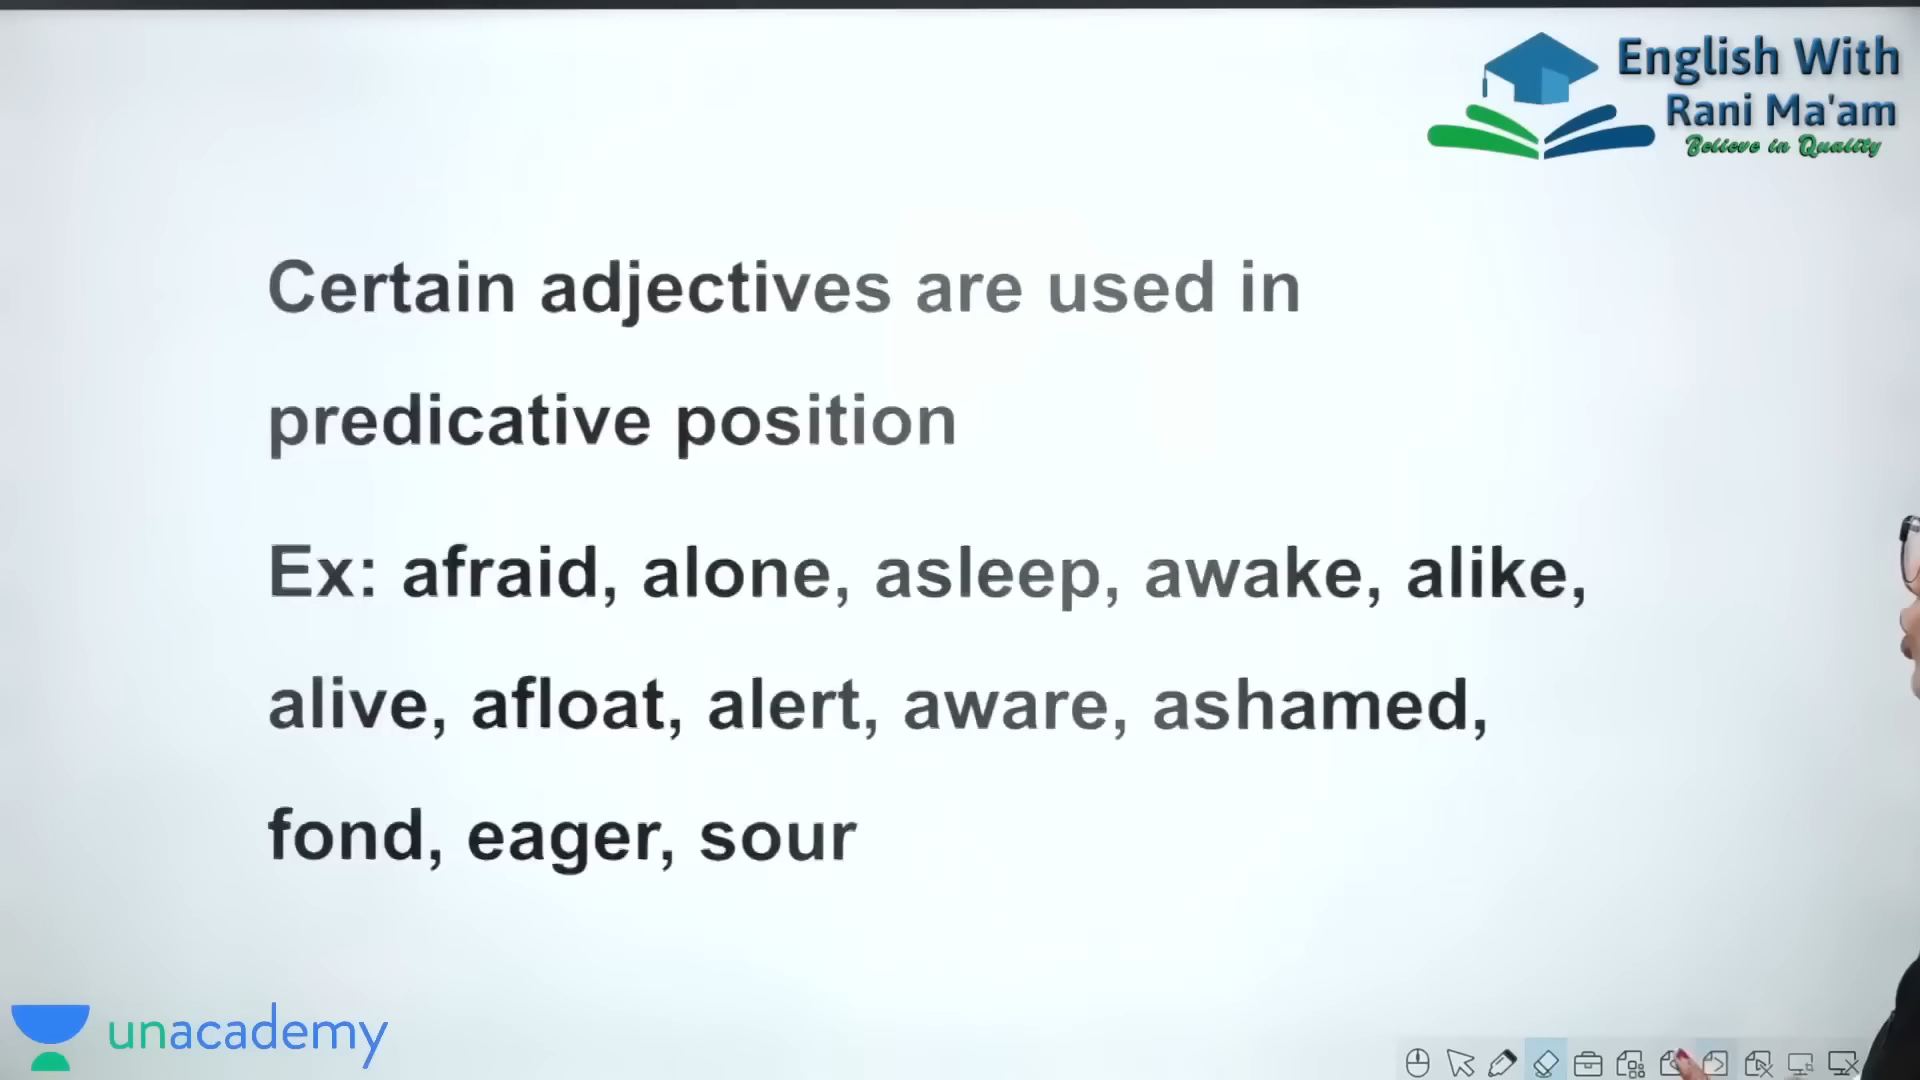 English With
Rani Ma'am
Believe in Quality
Certain adjectives are used in
predicative position
Ex: afraid, alone, asleep, awake, alike,
alive, afloat, alert, aware, ashamed,
fond, eager, sour
unacademy